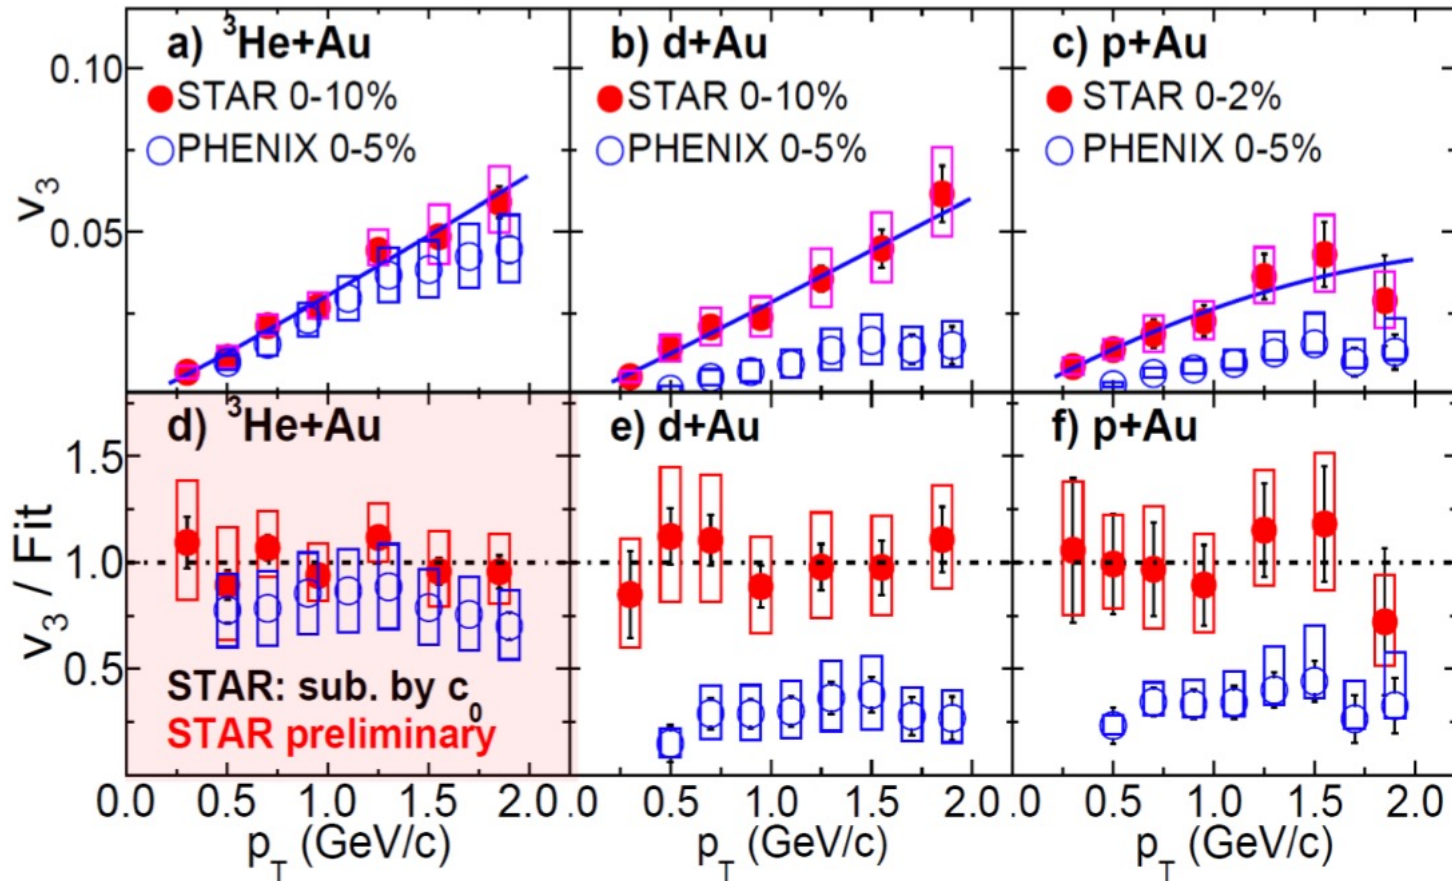 a) ³He+Au
STAR 0-10%
PHENIX 0-5%
b) d+Au
STAR 0-10%
PHENIX 0-5%
c) p+Au
STAR 0-2%
PHENIX 0-5%
0.10
0.05
v₃
d) ³He+Au
e) d+Au
f) p+Au
1.5
1.0
0.5
v₃ / Fit
STAR: sub. by c₀
STAR preliminary
0.0 0.5 1.0 1.5 2.0 0.5 1.0 1.5 2.0 0.0 0.5 1.0 1.5 2.0
p_T (GeV/c) p_T (GeV/c) p_T (GeV/c)